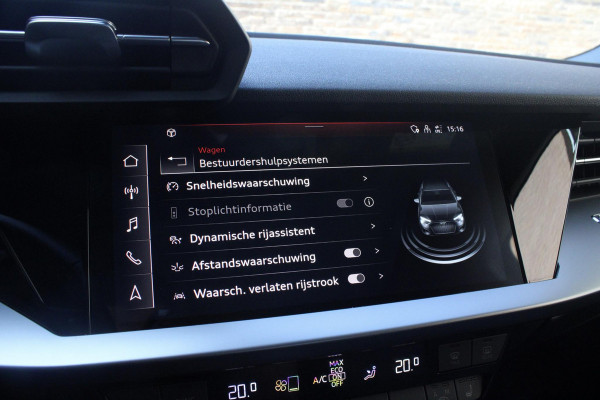 15:16
Wagen
Bestuurdershulpsystemen
Snelheidswaarschuwing
Stoplichtinformatie
Dynamische rijassistent
Afstandswaarschuwing
Waarsch. verlaten rijstrook
20.0 A/C MAX ECO ON OFF 20.0